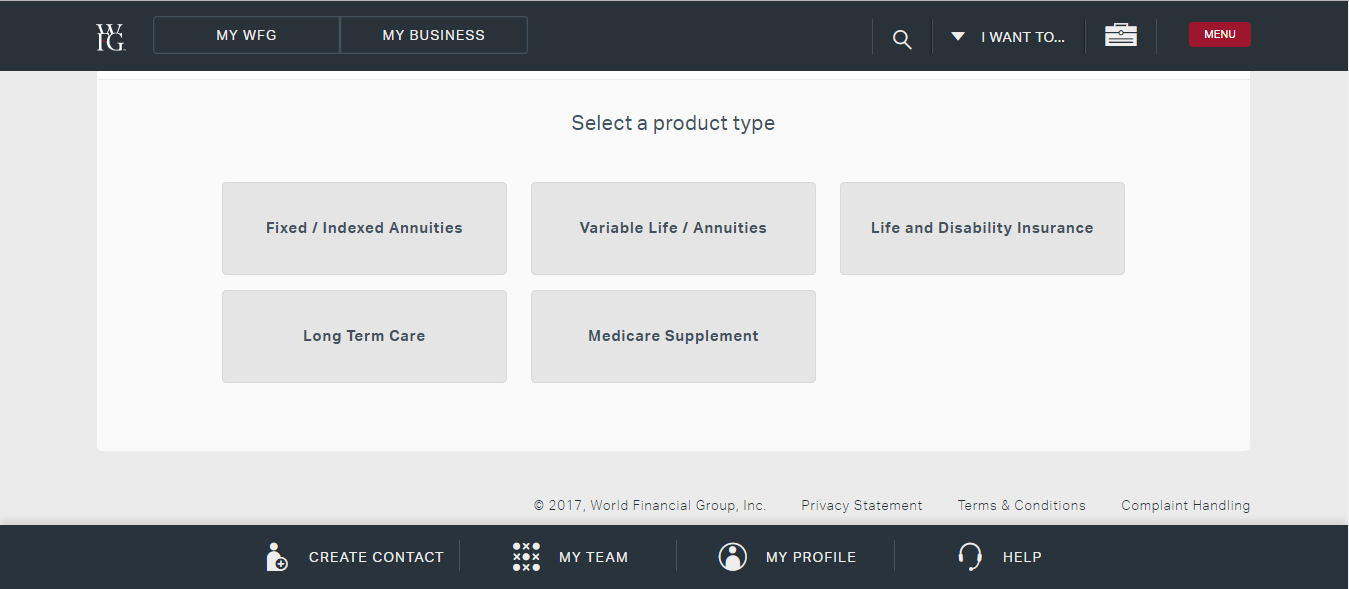 WFG
MY WFG
MY BUSINESS
I WANT TO...
MENU
Select a product type
Fixed / Indexed Annuities
Variable Life / Annuities
Life and Disability Insurance
Long Term Care
Medicare Supplement
© 2017, World Financial Group, Inc.
Privacy Statement
Terms & Conditions
Complaint Handling
CREATE CONTACT
MY TEAM
MY PROFILE
HELP